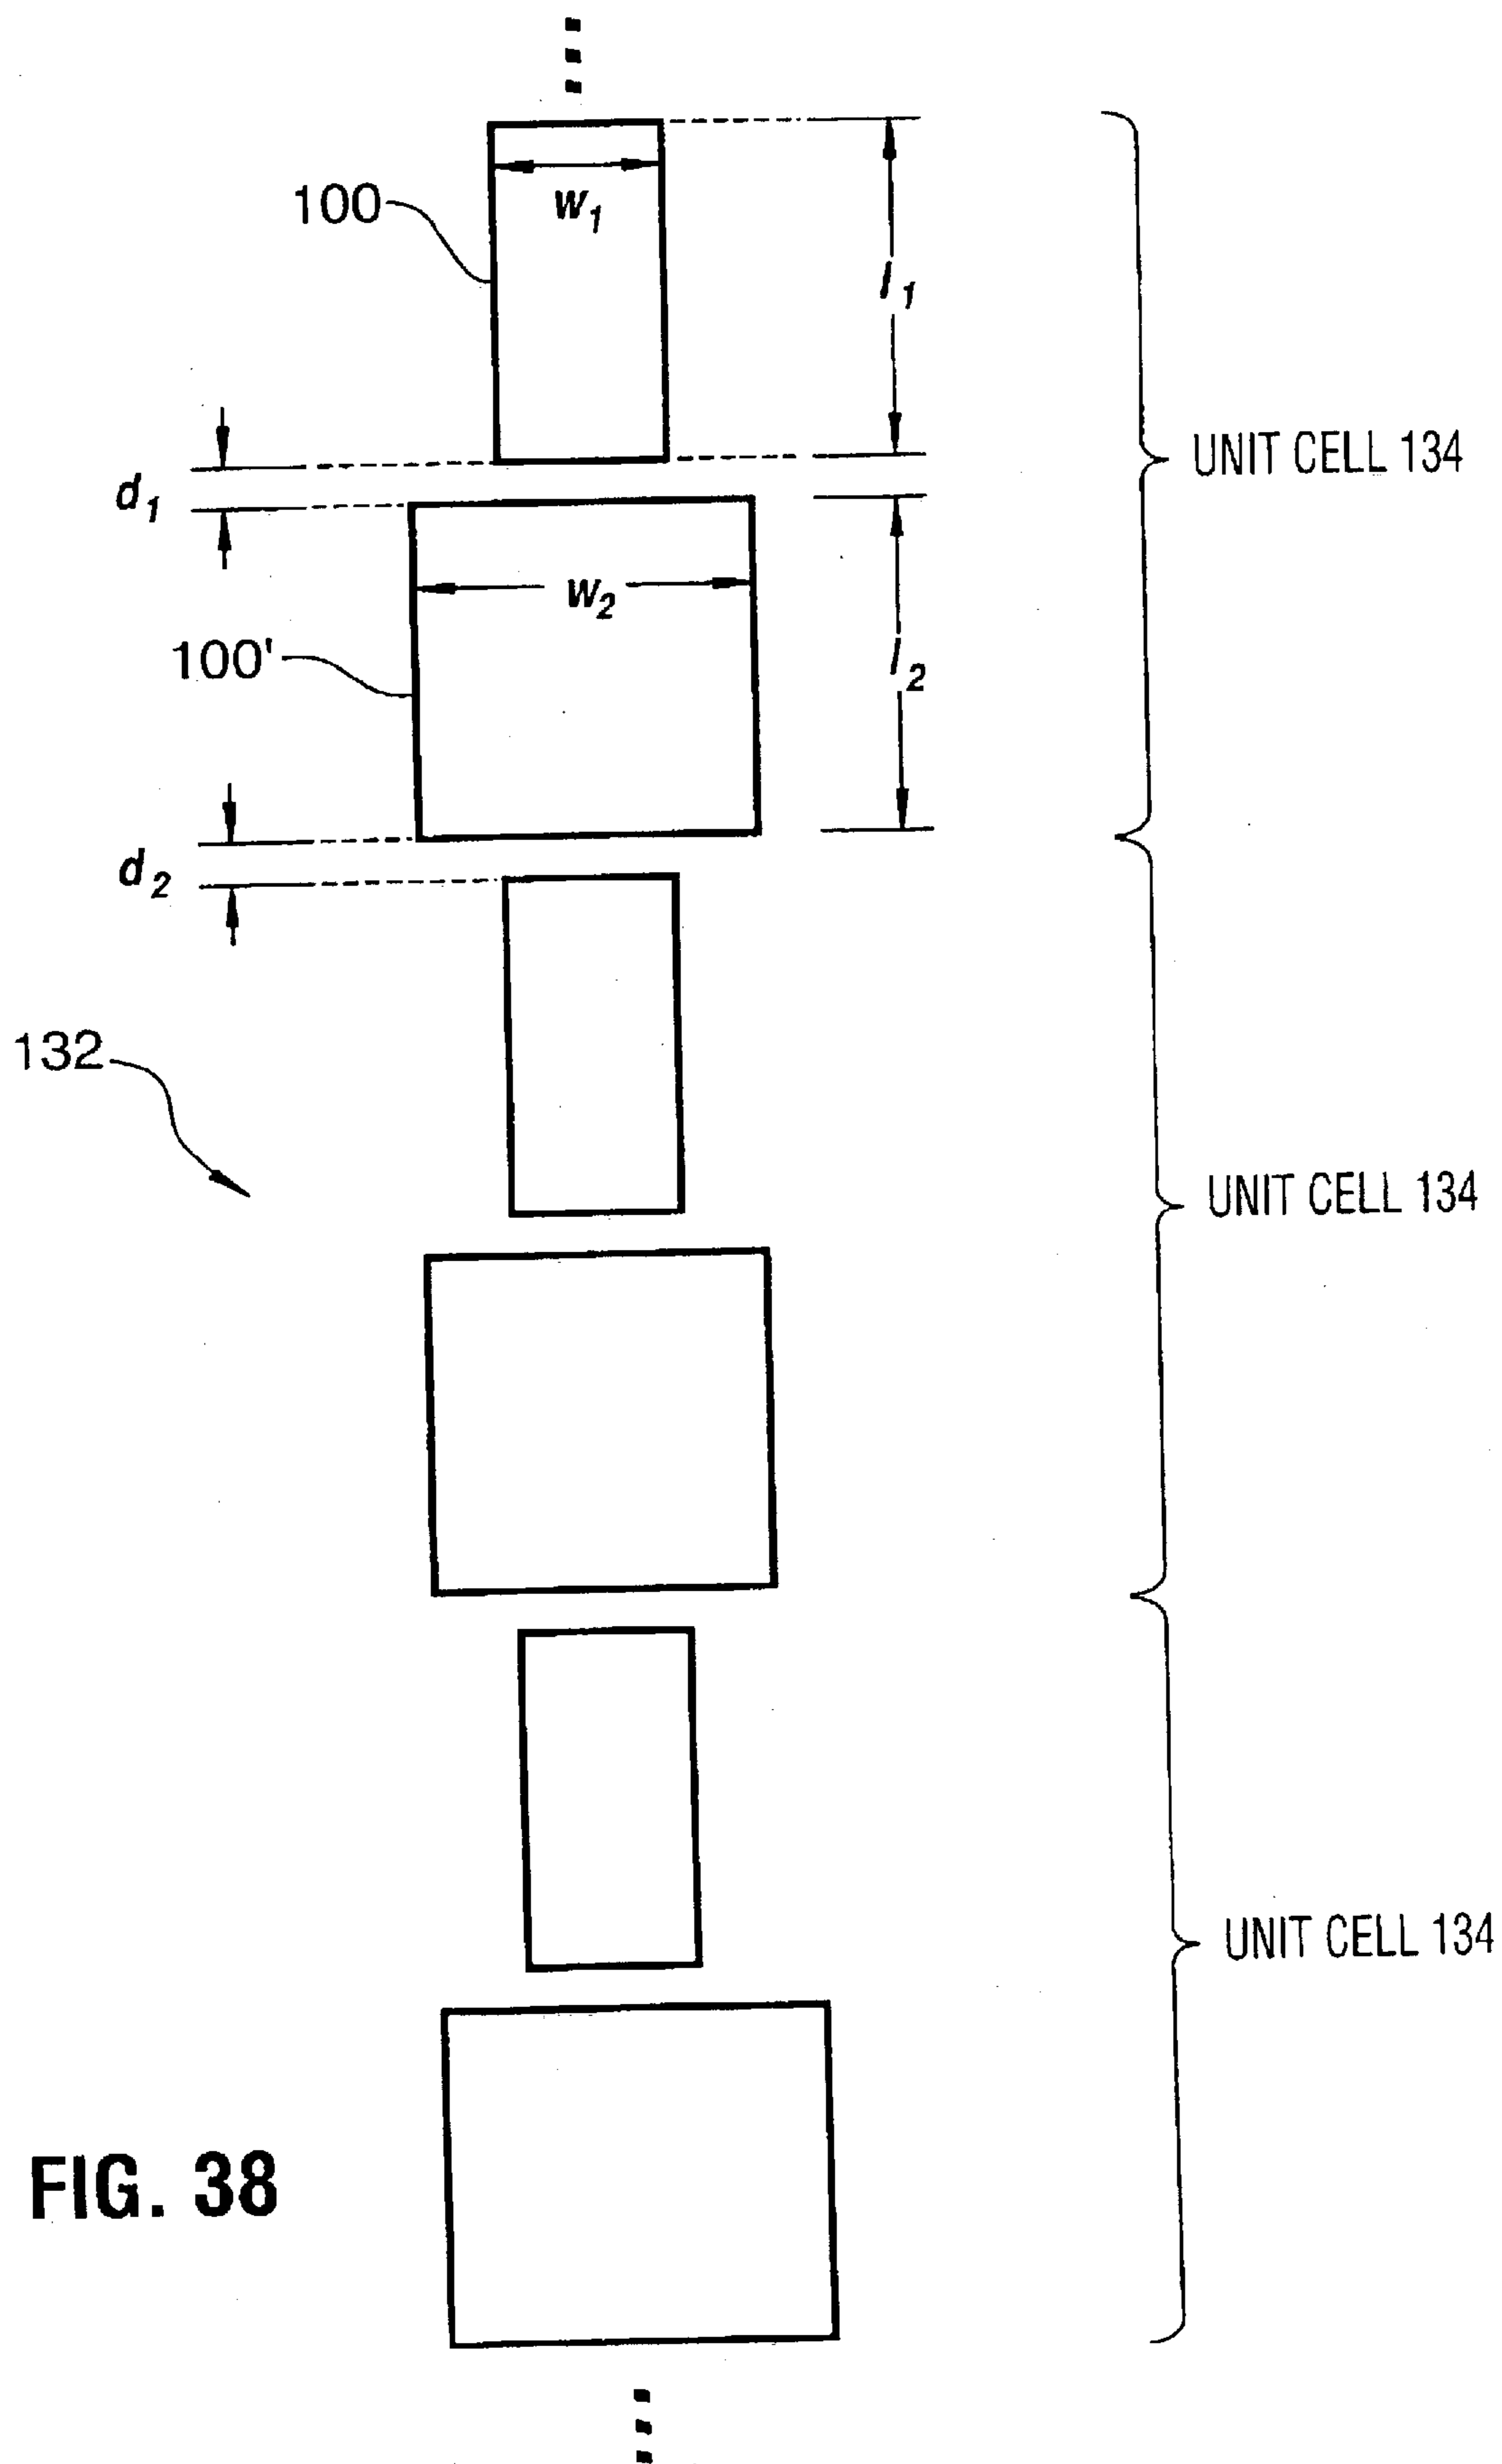 100
w1
l1
d1
UNIT CELL 134
w2
100'
l2
d2
132
UNIT CELL 134
UNIT CELL 134
FIG. 38